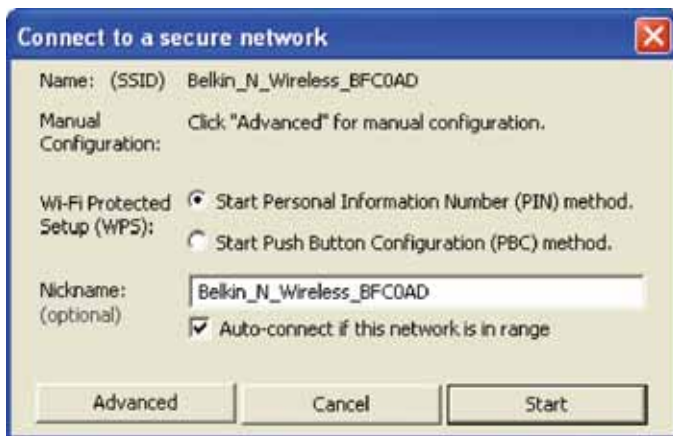 Connect to a secure network
Name: (SSID) Belkin_N_Wireless_BFC0AD
Manual Configuration: Click "Advanced" for manual configuration.
Wi-Fi Protected Setup (WPS): Start Personal Information Number (PIN) method.
Start Push Button Configuration (PBC) method.
Nickname: (optional) Belkin_N_Wireless_BFC0AD
Auto-connect if this network is in range
Advanced Cancel Start